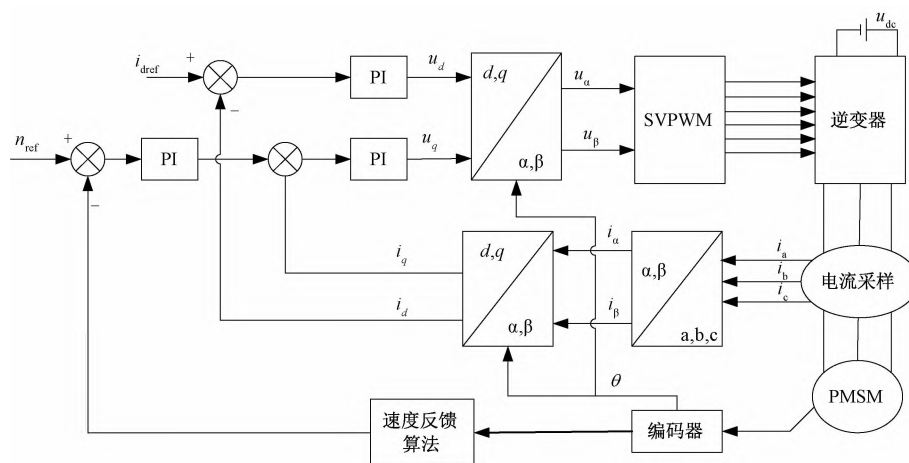 u_dc
i_dref
+
PI
u_d
d,q
α,β
u_α
u_β
SVPWM
逆变器
−
n_ref
+
PI
PI
u_q
−
i_q
i_d
d,q
α,β
i_α
i_β
α,β
a,b,c
i_a
i_b
i_c
电流采样
θ
PMSM
速度反馈
算法
编码器